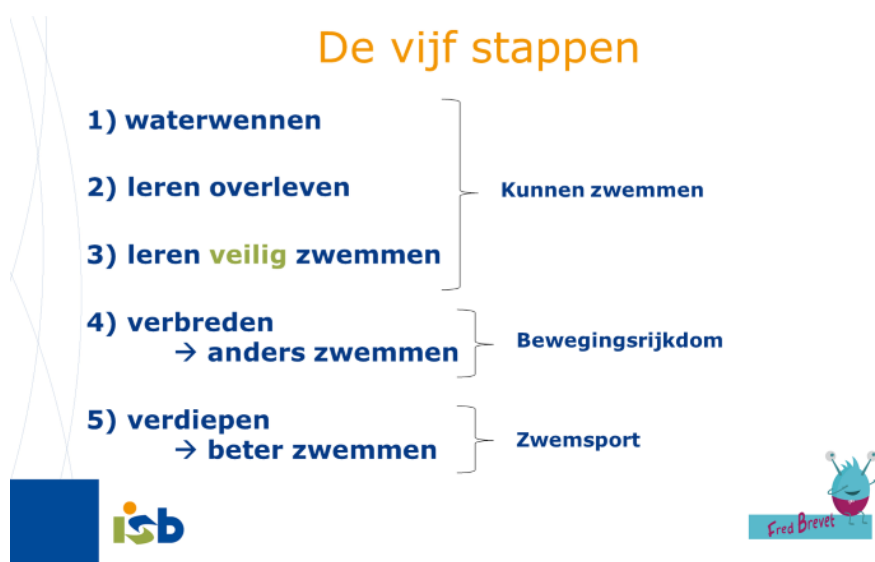 De vijf stappen
1) waterwennen
2) leren overleven
Kunnen zwemmen
3) leren veilig zwemmen
4) verbreden
→ anders zwemmen
Bewegingsrijkdom
5) verdiepen
→ beter zwemmen
Zwemsport
isb
Fred Brevet